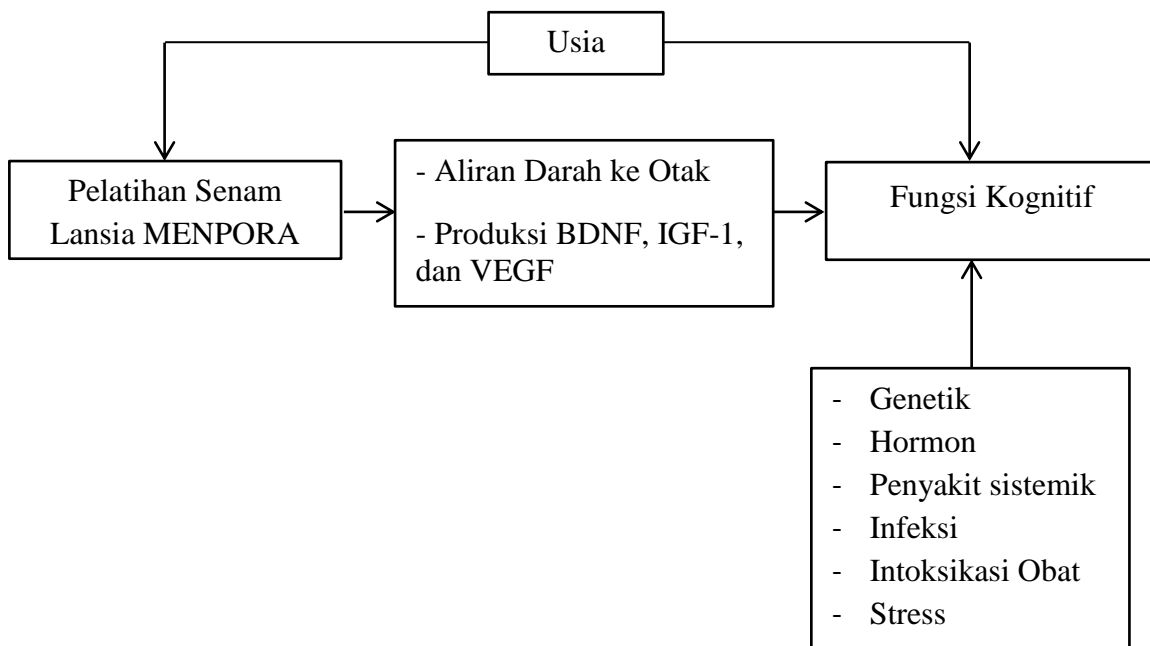 Usia
Pelatihan Senam
Lansia MENPORA
- Aliran Darah ke Otak
- Produksi BDNF, IGF-1,
dan VEGF
Fungsi Kognitif
- Genetik
- Hormon
- Penyakit sistemik
- Infeksi
- Intoksikasi Obat
- Stress